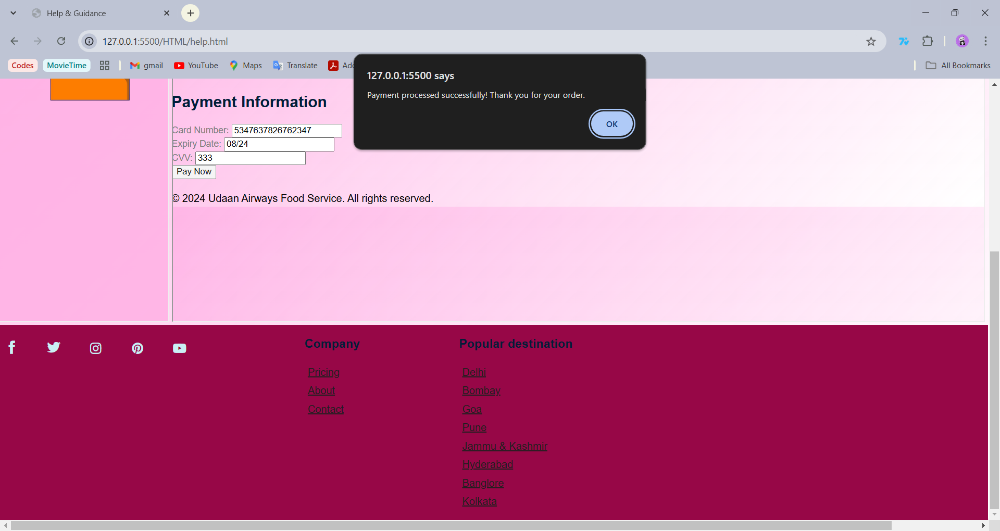 Help & Guidance
127.0.0.1:5500/HTML/help.html
Codes
MovieTime
gmail
YouTube
Maps
Translate
All Bookmarks
127.0.0.1:5500 says
Payment processed successfully! Thank you for your order.
OK
Payment Information
Card Number: 5347637826762347
Expiry Date: 08/24
CVV: 333
Pay Now
© 2024 Udaan Airways Food Service. All rights reserved.
Company
Pricing
About
Contact
Popular destination
Delhi
Bombay
Goa
Pune
Jammu & Kashmir
Hyderabad
Banglore
Kolkata